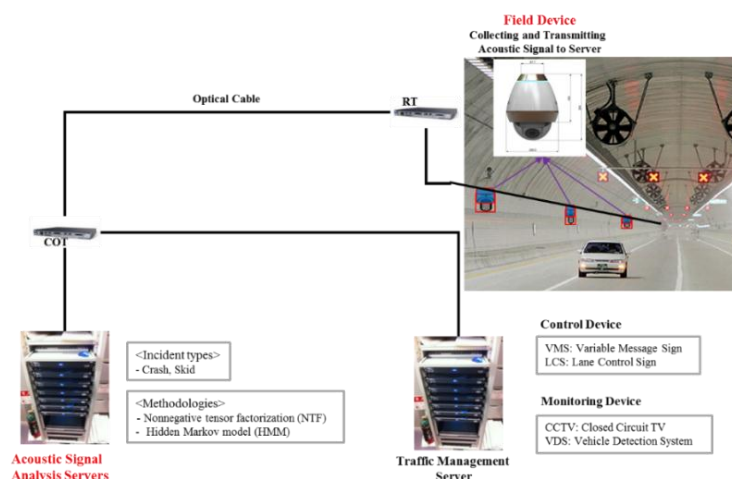 Field Device
Collecting and Transmitting
Acoustic Signal to Server
Optical Cable
RT
COT
<Incident types>
- Crash, Skid
<Methodologies>
- Nonnegative tensor factorization (NTF)
- Hidden Markov model (HMM)
Acoustic Signal
Analysis Servers
Traffic Management
Server
Control Device
VMS: Variable Message Sign
LCS: Lane Control Sign
Monitoring Device
CCTV: Closed Circuit TV
VDS: Vehicle Detection System